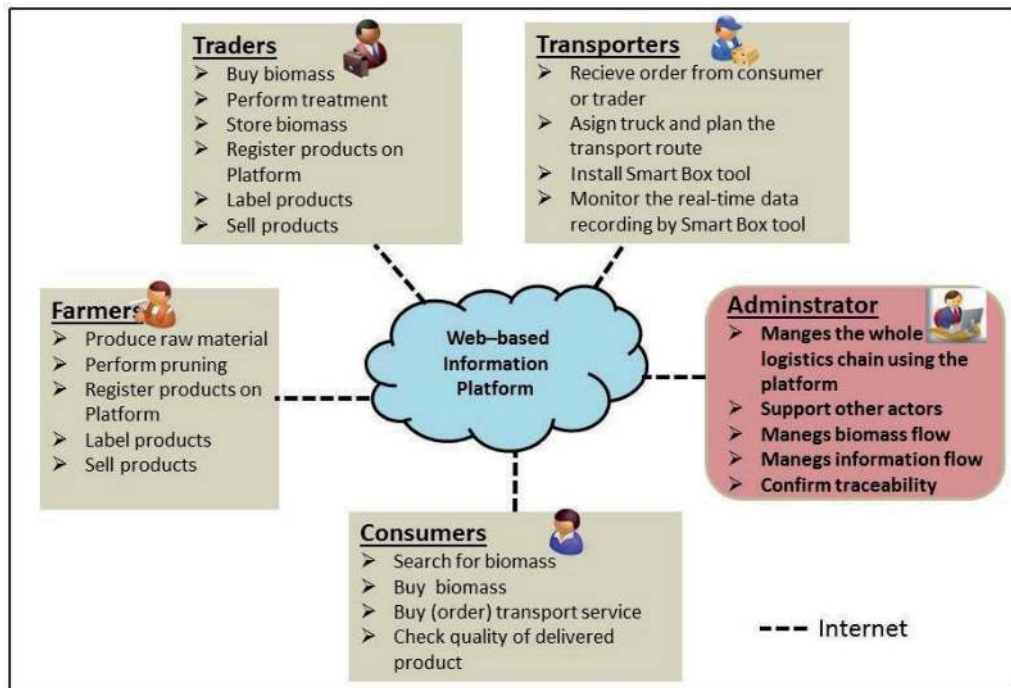 Traders
➤ Buy biomass
➤ Perform treatment
➤ Store biomass
➤ Register products on
Platform
➤ Label products
➤ Sell products
Transporters
➤ Recieve order from consumer
or trader
➤ Asign truck and plan the
transport route
➤ Install Smart Box tool
➤ Monitor the real-time data
recording by Smart Box tool
Farmers
➤ Produce raw material
➤ Perform pruning
➤ Register products on
Platform
➤ Label products
➤ Sell products
Web–based
Information
Platform
Adminstrator
➤ Manges the whole
logistics chain using the
platform
➤ Support other actors
➤ Manegs biomass flow
➤ Manegs information flow
➤ Confirm traceability
Consumers
➤ Search for biomass
➤ Buy biomass
➤ Buy (order) transport service
➤ Check quality of delivered
product
Internet